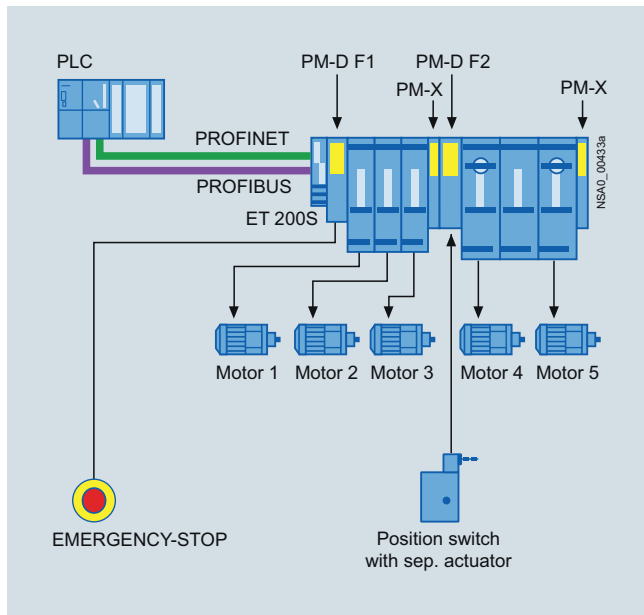 PLC
PM-D F1
PM-D F2
PM-X
PM-X
PROFINET
PROFIBUS
ET 200S
NSA0_00433a
Motor 1
Motor 2
Motor 3
Motor 4
Motor 5
EMERGENCY-STOP
Position switch
with sep. actuator